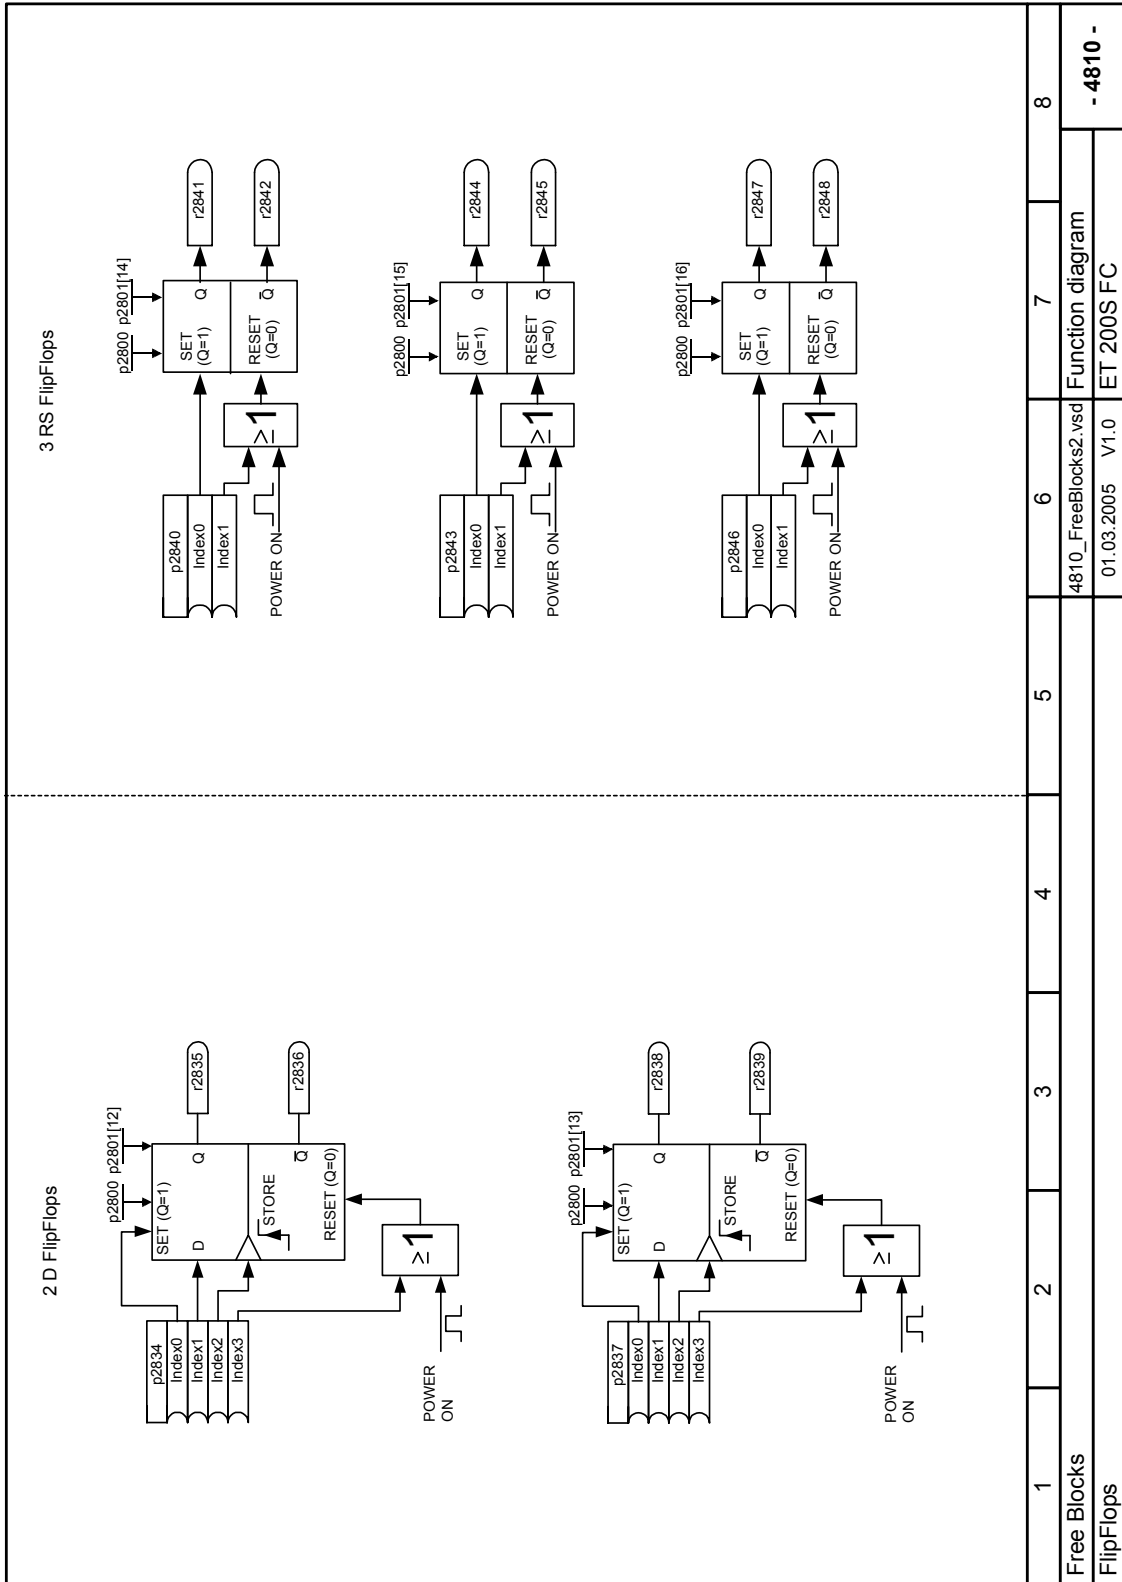 2 D FlipFlops
p2800 p2801[12]
p2834
Index0
Index1
Index2
Index3
SET (Q=1)
D
Q
STORE
Q
RESET (Q=0)
r2835
r2836
≥1
POWER
ON
p2800 p2801[13]
p2837
Index0
Index1
Index2
Index3
SET (Q=1)
D
Q
STORE
Q
RESET (Q=0)
r2838
r2839
≥1
POWER
ON
3 RS FlipFlops
p2800 p2801[14]
p2840
Index0
Index1
SET
(Q=1)
Q
RESET
(Q=0)
Q
r2841
r2842
≥1
POWER ON
p2800 p2801[15]
p2843
Index0
Index1
SET
(Q=1)
Q
RESET
(Q=0)
Q
r2844
r2845
≥1
POWER ON
p2800 p2801[16]
p2846
Index0
Index1
SET
(Q=1)
Q
RESET
(Q=0)
Q
r2847
r2848
≥1
POWER ON
1 2 3 4 5 6 7 8
Free Blocks 4810_FreeBlocks2.vsd Function diagram
- 4810 -
FlipFlops 01.03.2005 V1.0 ET 200S FC